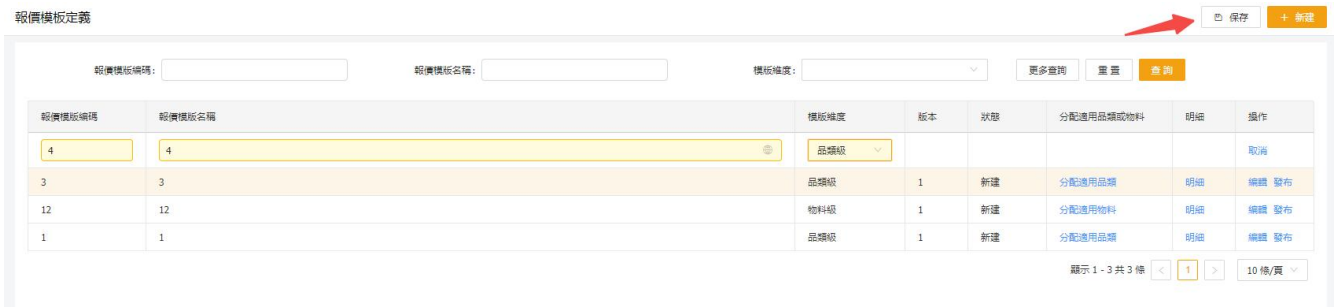 報價模板定義
保存
+ 新建
報價模版編碼:
報價模版名稱:
模版維度:
更多查詢
重置
查詢
報價模版編碼 報價模版名稱 模版維度 版本 狀態 分配適用品類或物料 明細 操作
4 4 品類級 取消
3 3 品類級 1 新建 分配適用品類 明細 編輯 發布
12 12 物料級 1 新建 分配適用物料 明細 編輯 發布
1 1 品類級 1 新建 分配適用品類 明細 編輯 發布
顯示 1 - 3 共 3 條 < 1 > 10 條/頁